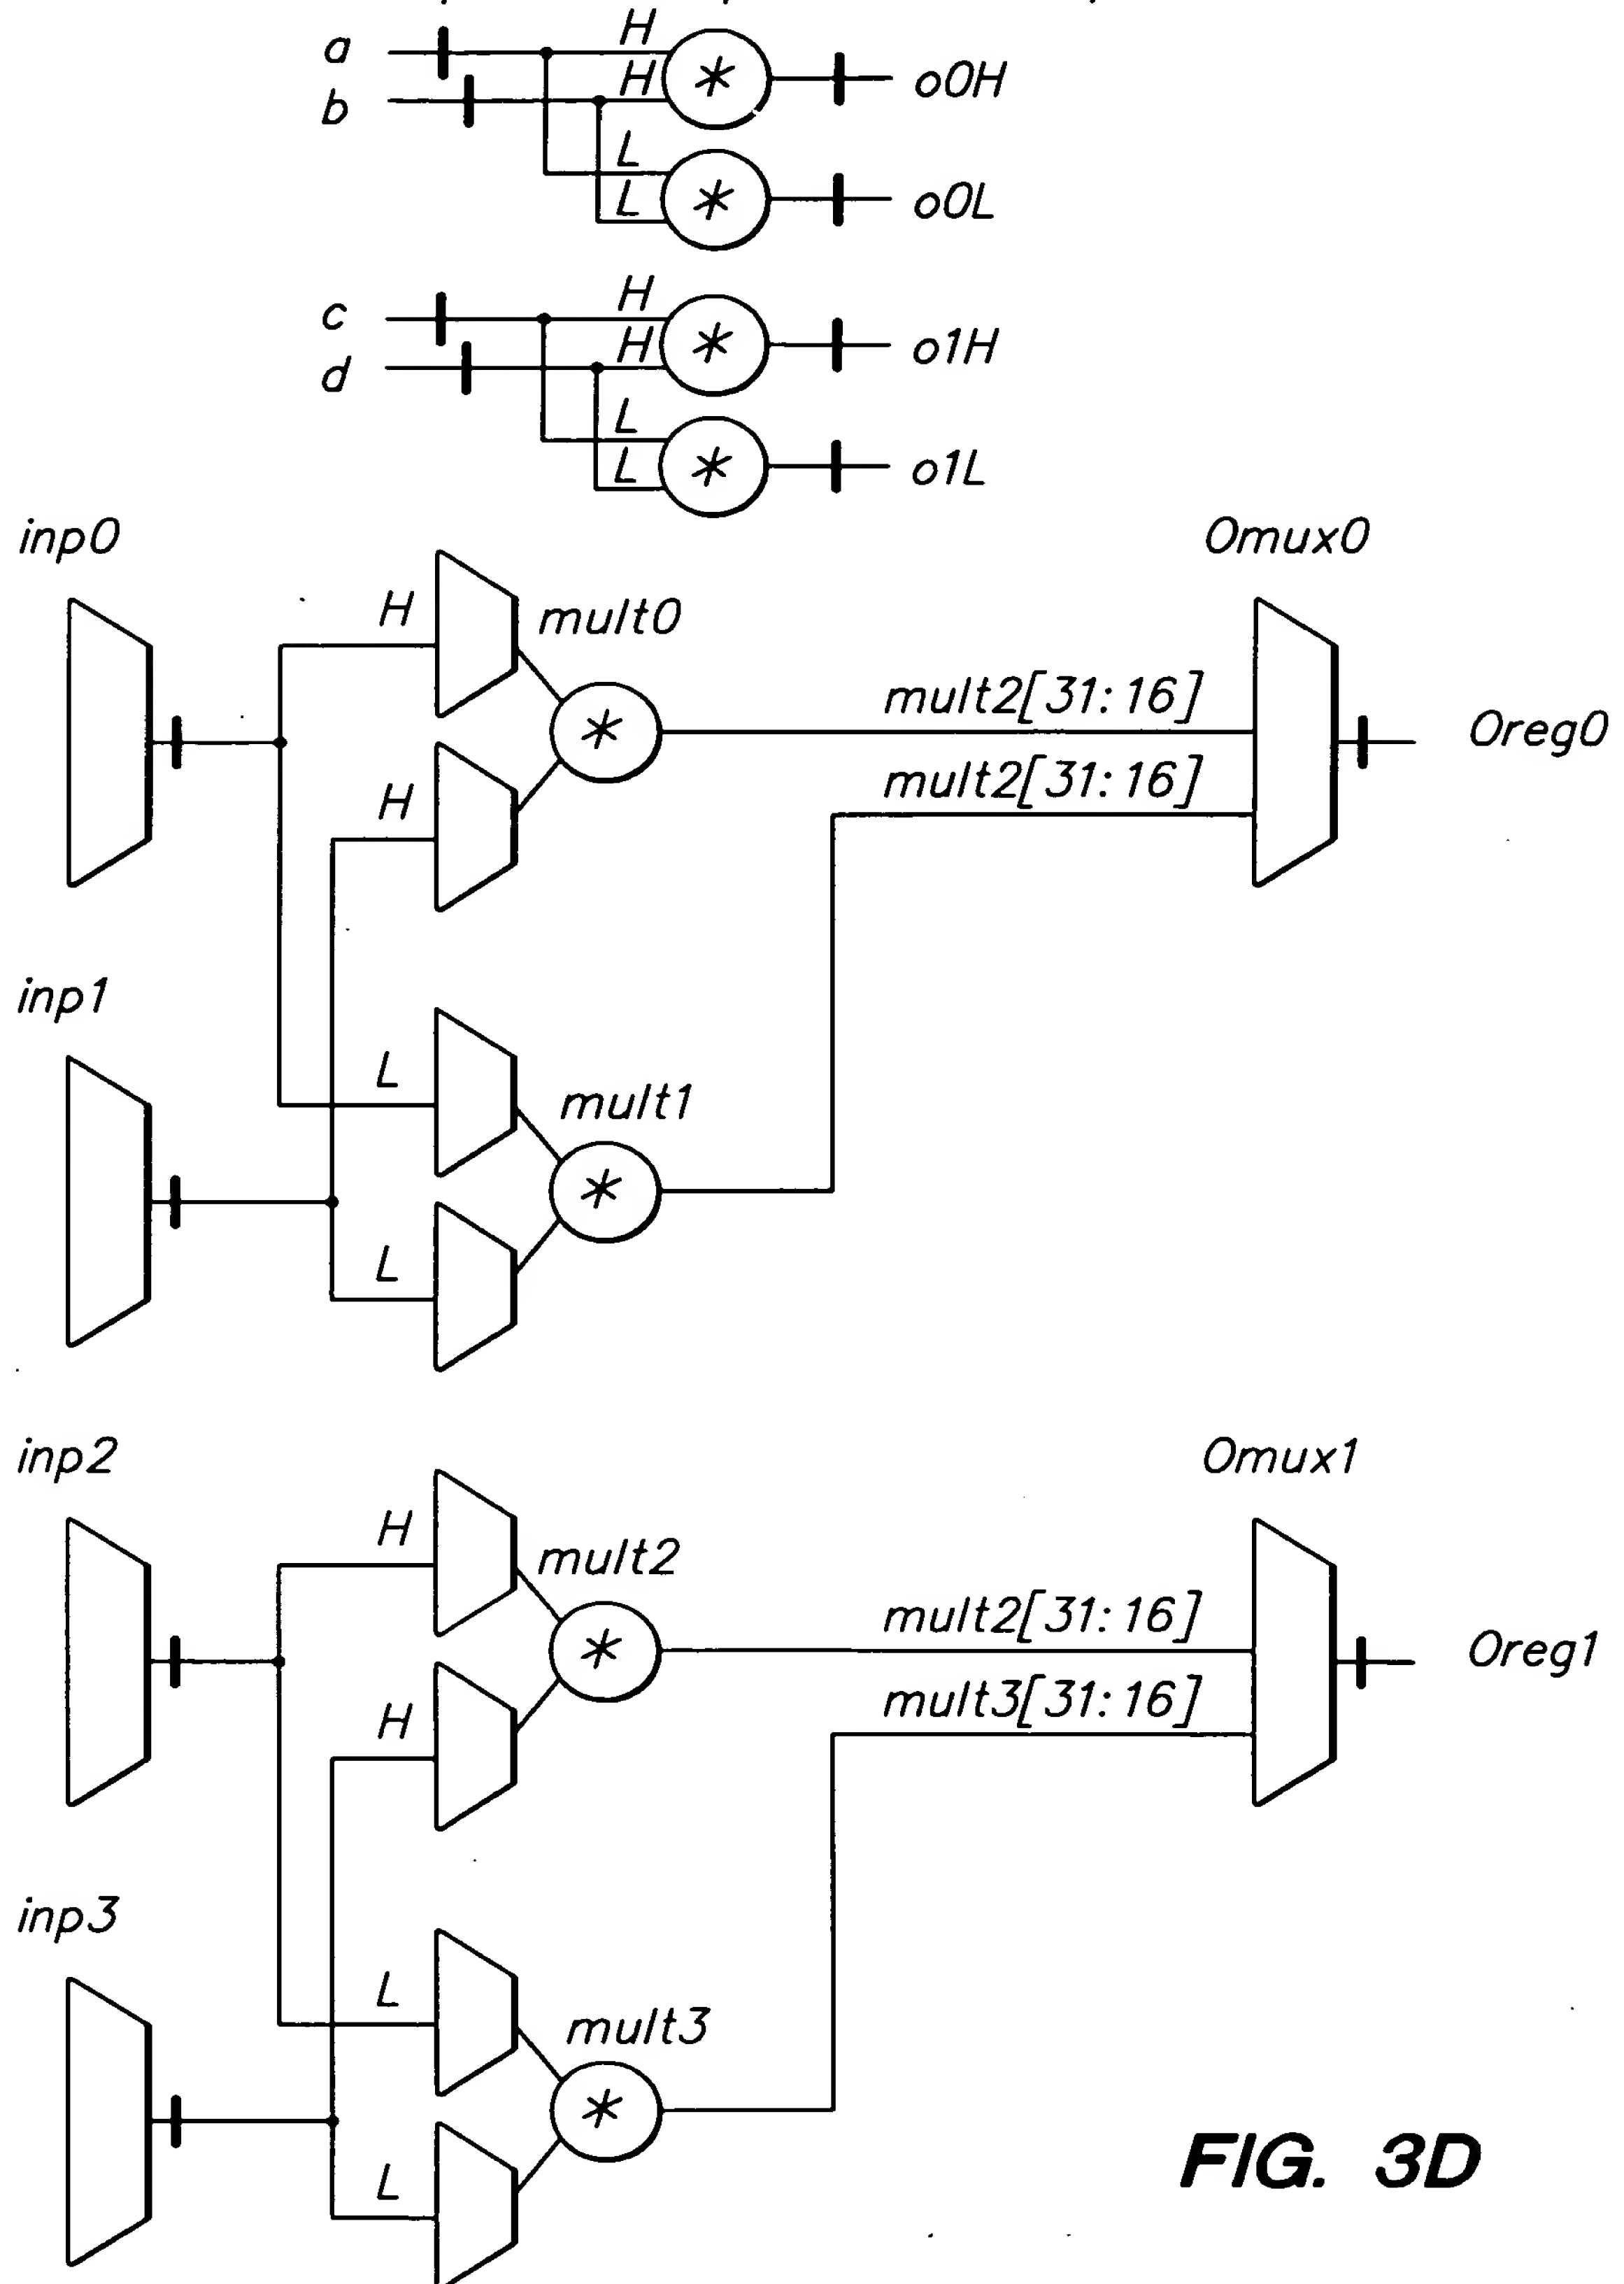 a
H
H
*
o0H
b
L
L
*
o0L
c
H
H
*
o1H
d
L
L
*
o1L
inp0
Omux0
H
mult0
*
mult2[31:16]
Oreg0
mult2[31:16]
H
inp1
L
mult1
*
L
inp2
Omux1
H
mult2
*
mult2[31:16]
Oreg1
mult3[31:16]
H
inp3
L
mult3
*
L
FIG. 3D